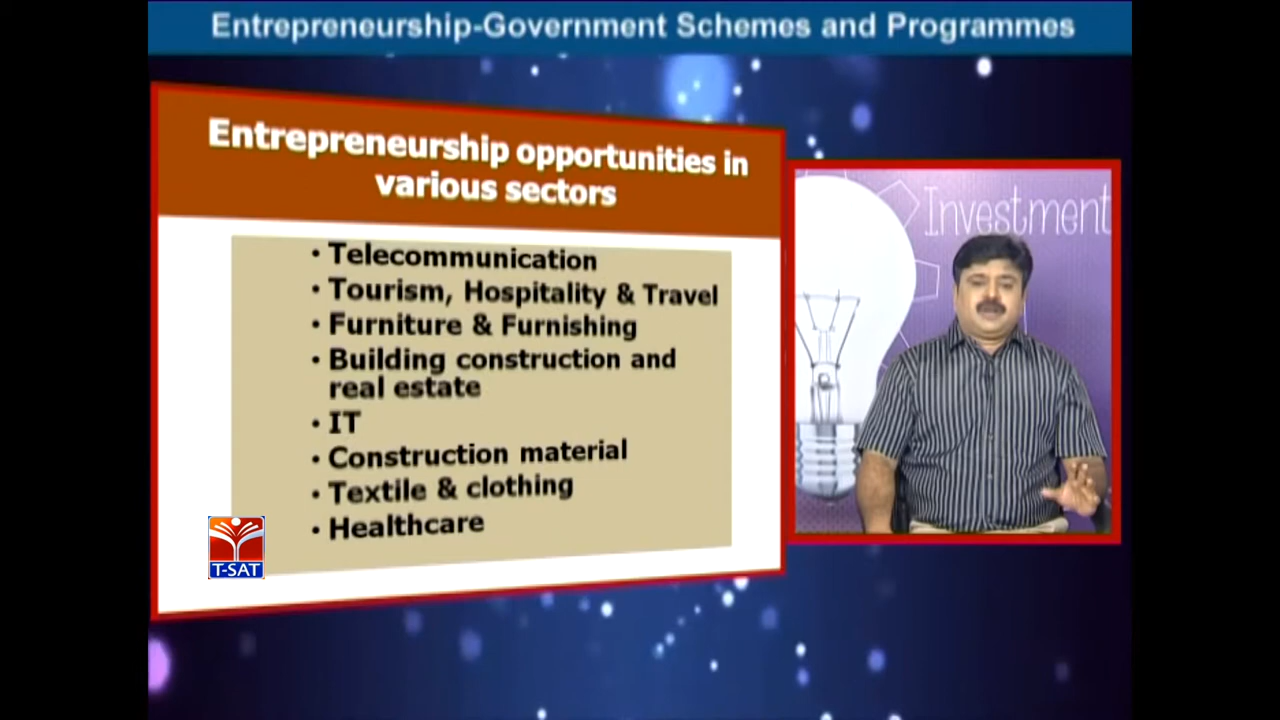 Entrepreneurship-Government Schemes and Programmes
Entrepreneurship opportunities in
various sectors
• Telecommunication
• Tourism, Hospitality & Travel
• Furniture & Furnishing
• Building construction and
real estate
• IT
• Construction material
• Textile & clothing
• Healthcare
T-SAT
Investment